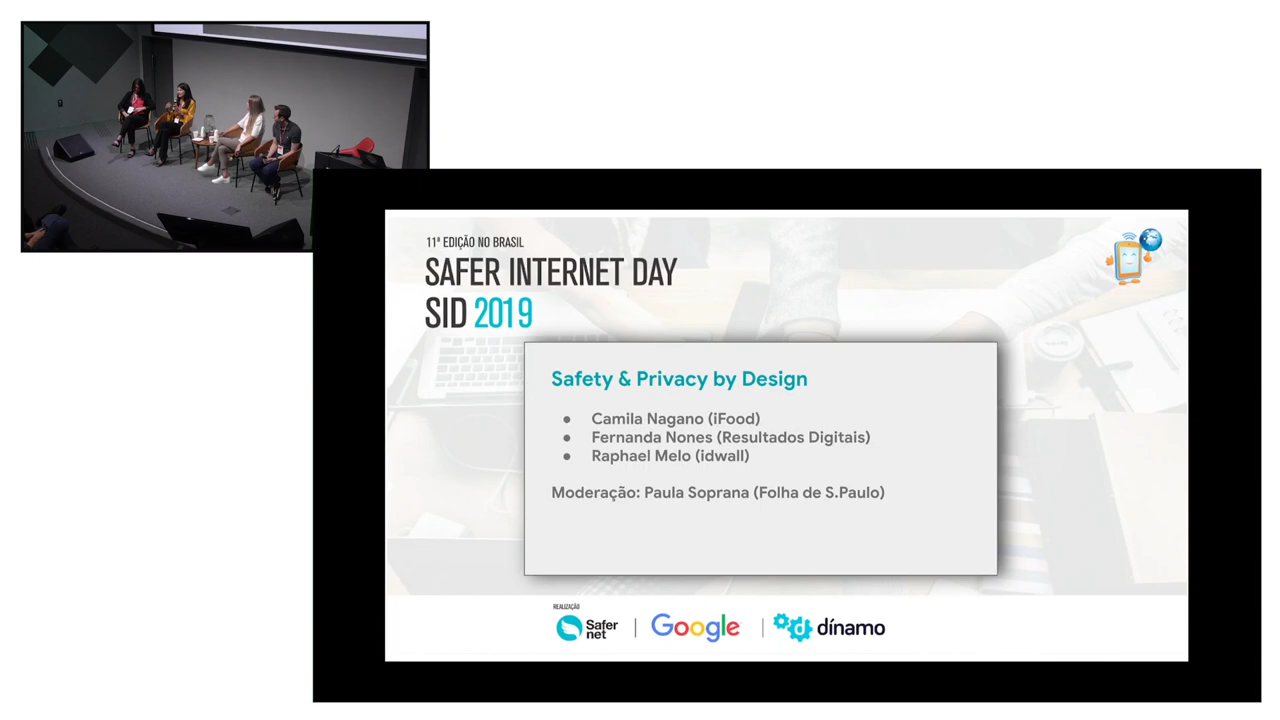 11ª EDIÇÃO NO BRASIL
SAFER INTERNET DAY
SID 2019
Safety & Privacy by Design
● Camila Nagano (iFood)
● Fernanda Nones (Resultados Digitais)
● Raphael Melo (idwall)
Moderação: Paula Soprana (Folha de S.Paulo)
REALIZAÇÃO
Safer
net
Google
dínamo